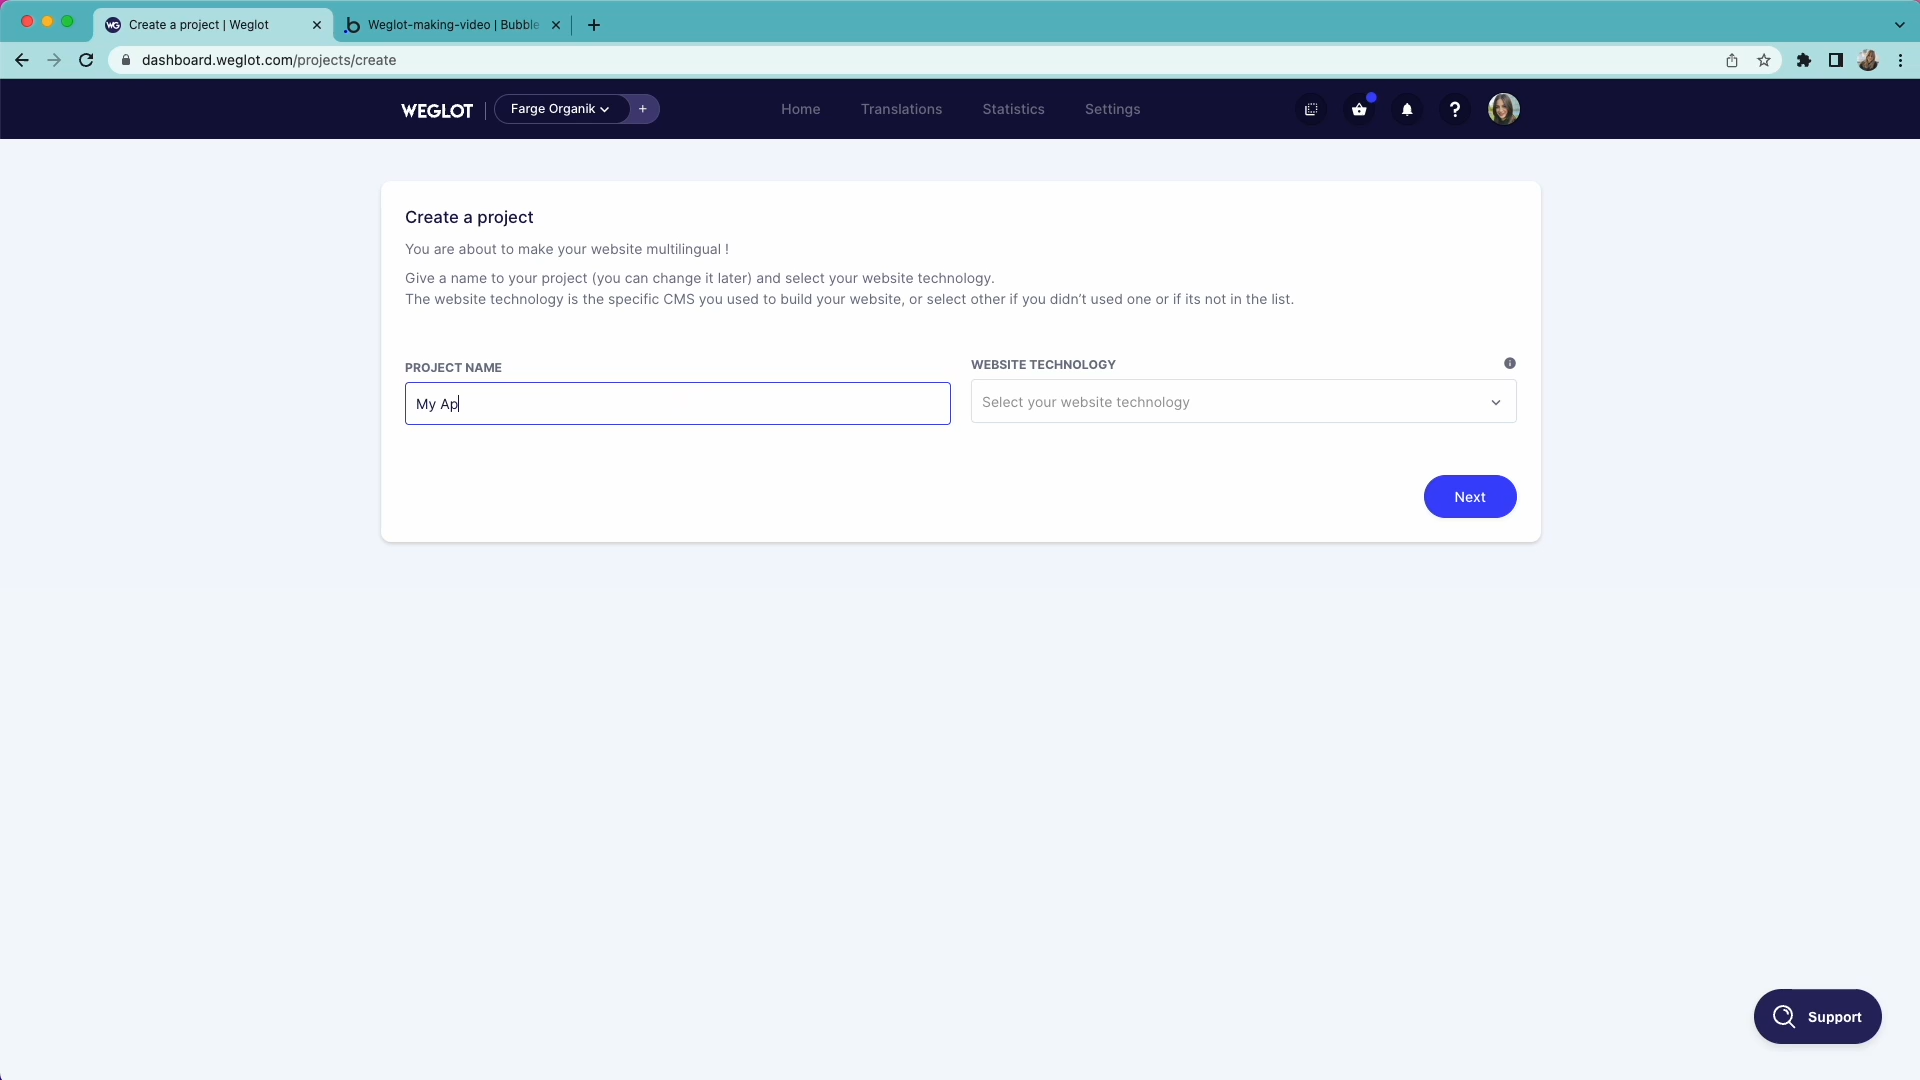 Create a project | Weglot
Weglot-making-video | Bubble
dashboard.weglot.com/projects/create
WEGLOT
Farge Organik
+
Home
Translations
Statistics
Settings
?
Create a project
You are about to make your website multilingual !
Give a name to your project (you can change it later) and select your website technology.
The website technology is the specific CMS you used to build your website, or select other if you didn’t used one or if its not in the list.
PROJECT NAME
WEBSITE TECHNOLOGY
My Ap
Select your website technology
Next
Support